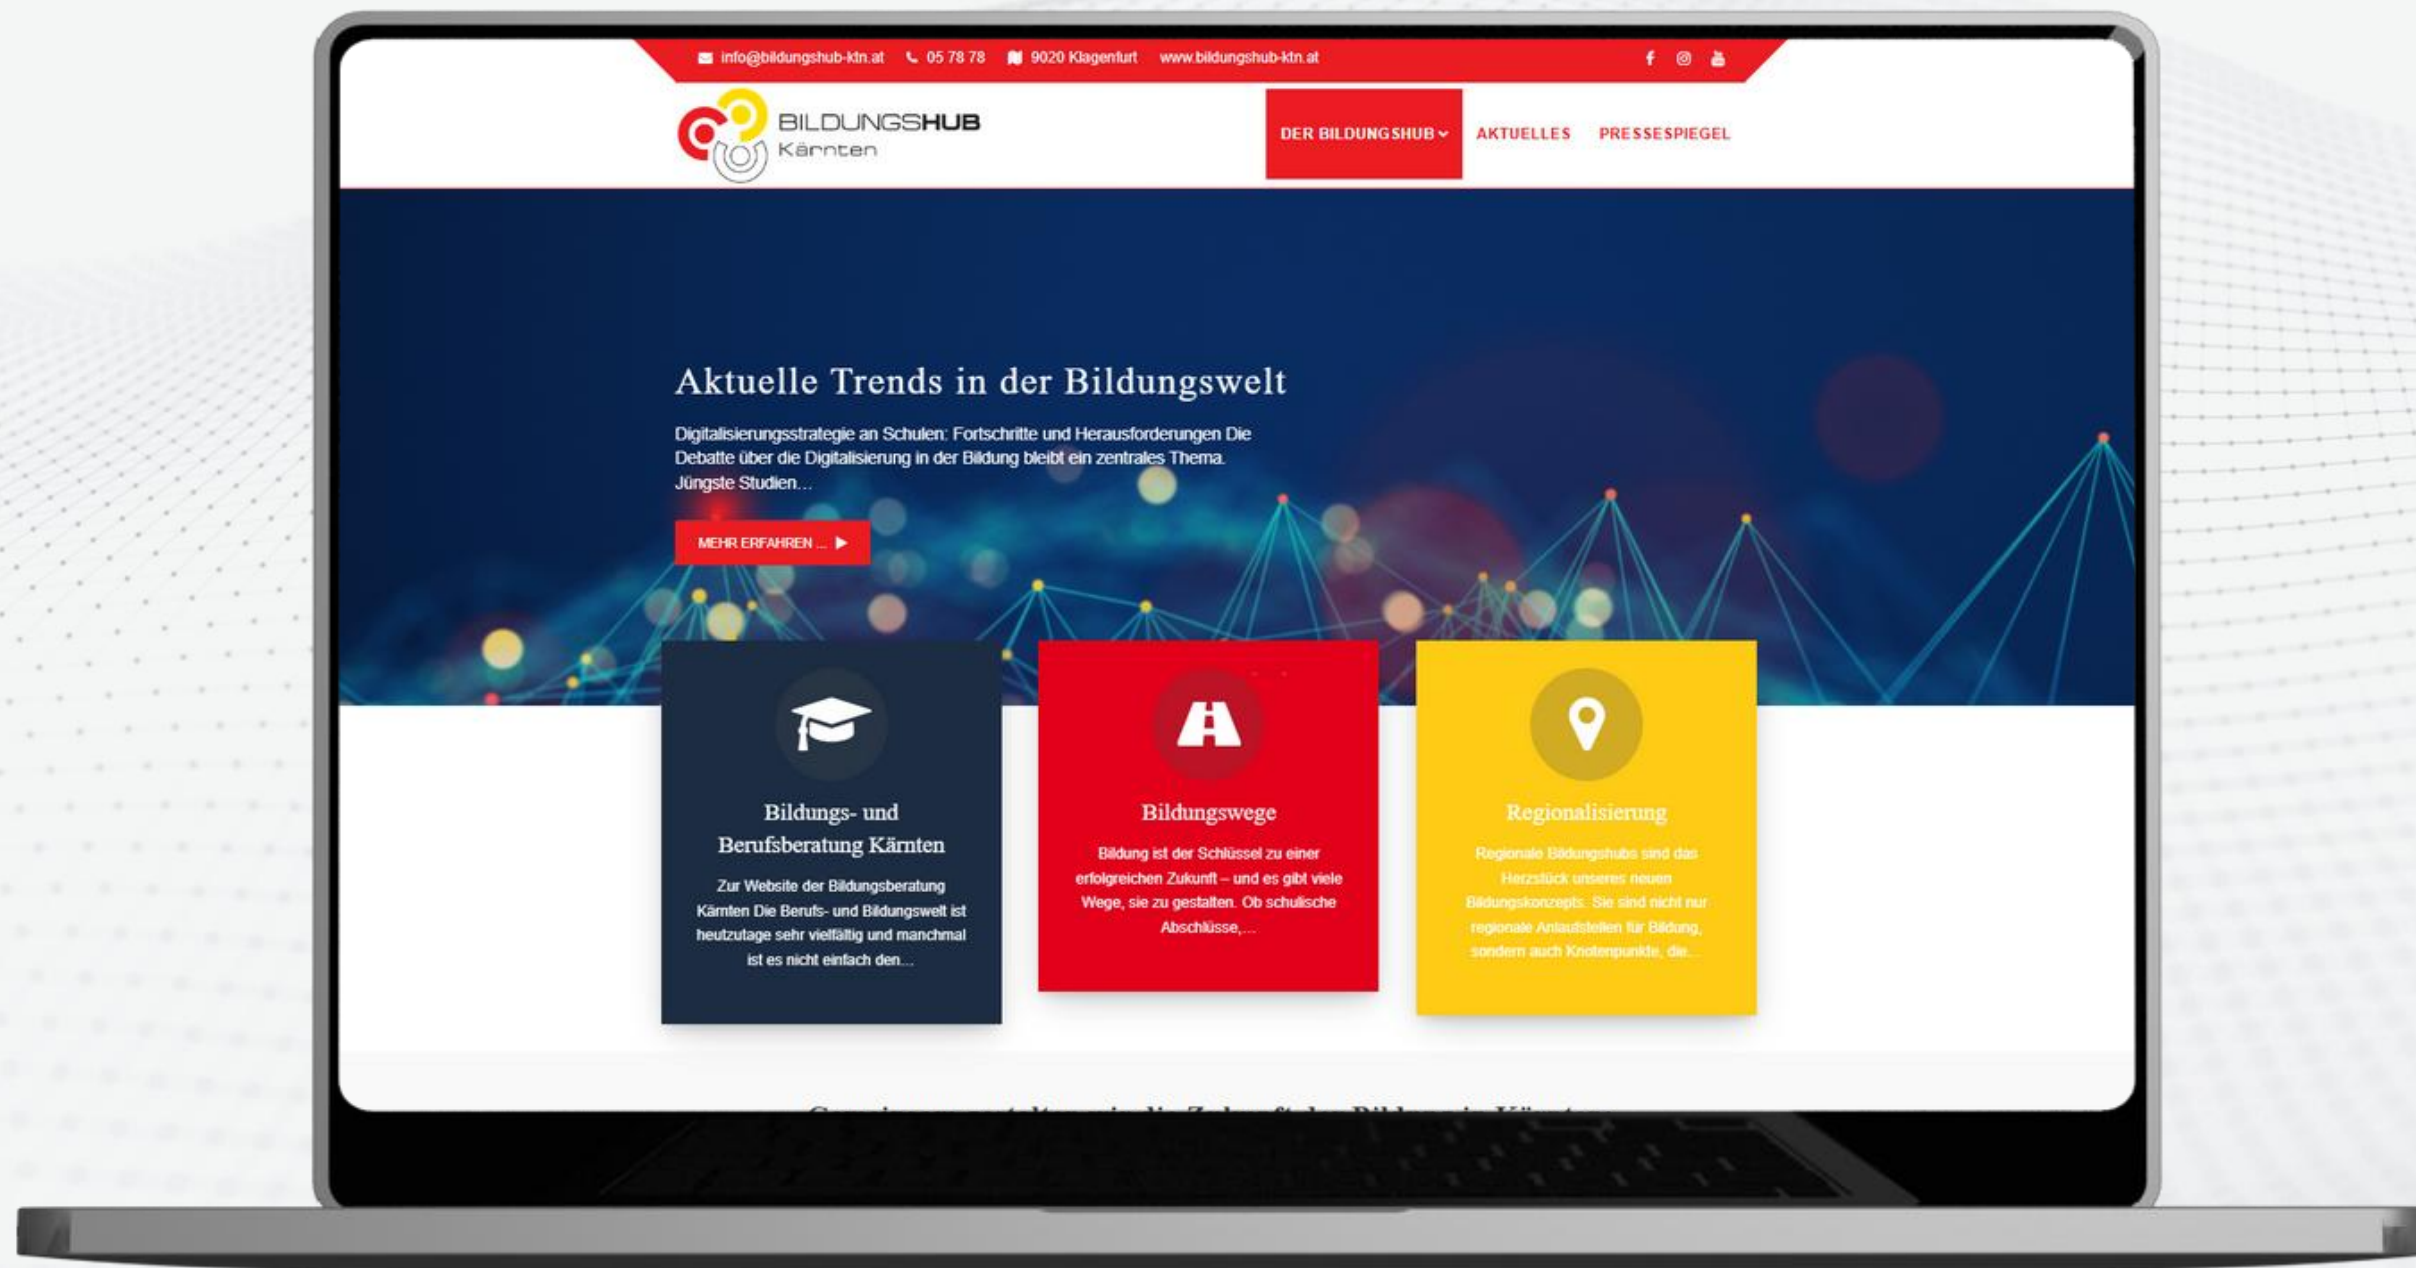 info@bildungshub-ktn.at 05 78 78 9020 Klagenfurt www.bildungshub-ktn.at
BILDUNGSHUB
Kärnten
DER BILDUNGSHUB AKTUELLES PRESSESPIEGEL
Aktuelle Trends in der Bildungswelt
Digitalisierungsstrategie an Schulen: Fortschritte und Herausforderungen Die
Debatte über die Digitalisierung in der Bildung bleibt ein zentrales Thema.
Jüngste Studien...
MEHR ERFAHREN ...
Bildungs- und
Berufsberatung Kärnten
Zur Website der Bildungsberatung
Kärnten Die Berufs- und Bildungswelt ist
heutzutage sehr vielfältig und manchmal
ist es nicht einfach den...
Bildungswege
Bildung ist der Schlüssel zu einer
erfolgreichen Zukunft – und es gibt viele
Wege, sie zu gestalten. Ob schulische
Abschlüsse,...
Regionalisierung
Regionale Bildungshubs sind das
Herzstück unseres neuen
Bildungskonzepts. Sie sind nicht nur
regionale Anlaufstellen für Bildung,
sondern auch Knotenpunkte, die...